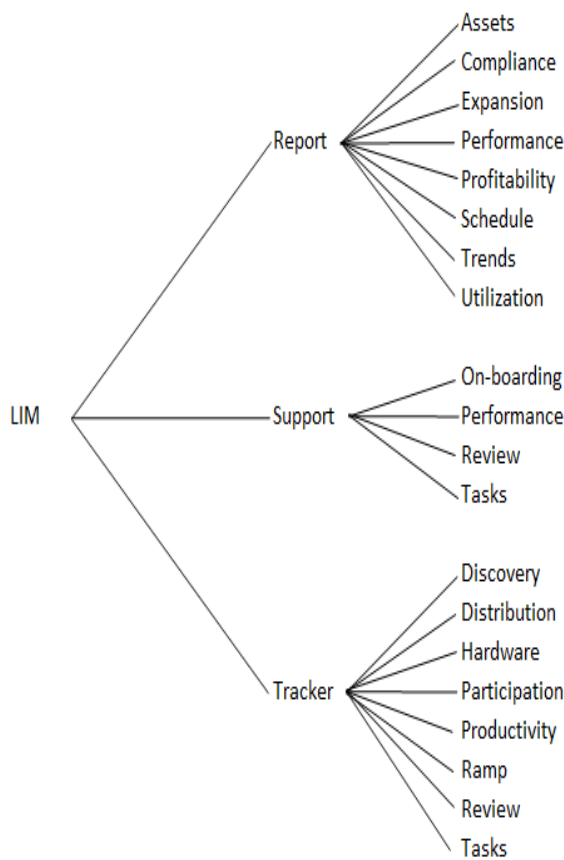 Assets
Compliance
Expansion
Report
Performance
Profitability
Schedule
Trends
Utilization
On-boarding
LIM
Support
Performance
Review
Tasks
Discovery
Distribution
Hardware
Tracker
Participation
Productivity
Ramp
Review
Tasks